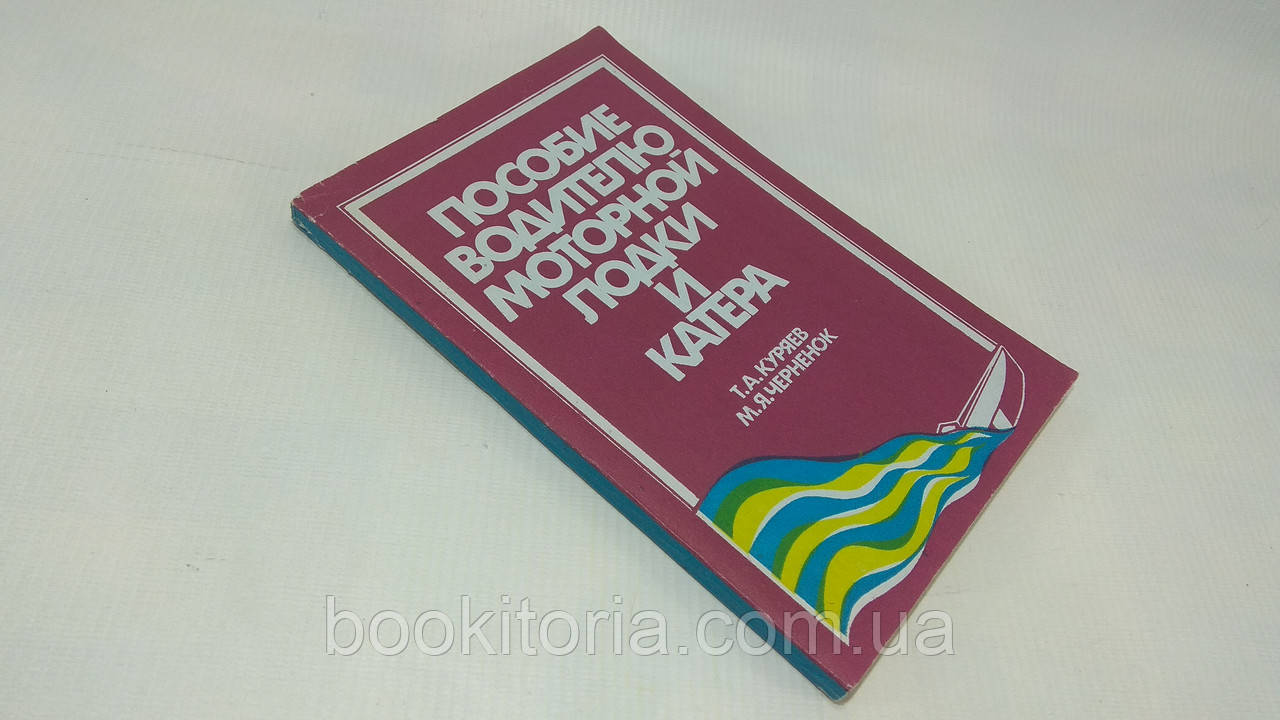 ПОСОБИЕ
ВОДИТЕЛЮ
МОТОРНОЙ
ЛОДКИ
И
КАТЕРА
Т.А.КУРЯЕВ
М.Я.ЧЕРНЕНОК
bookitoria.com.ua